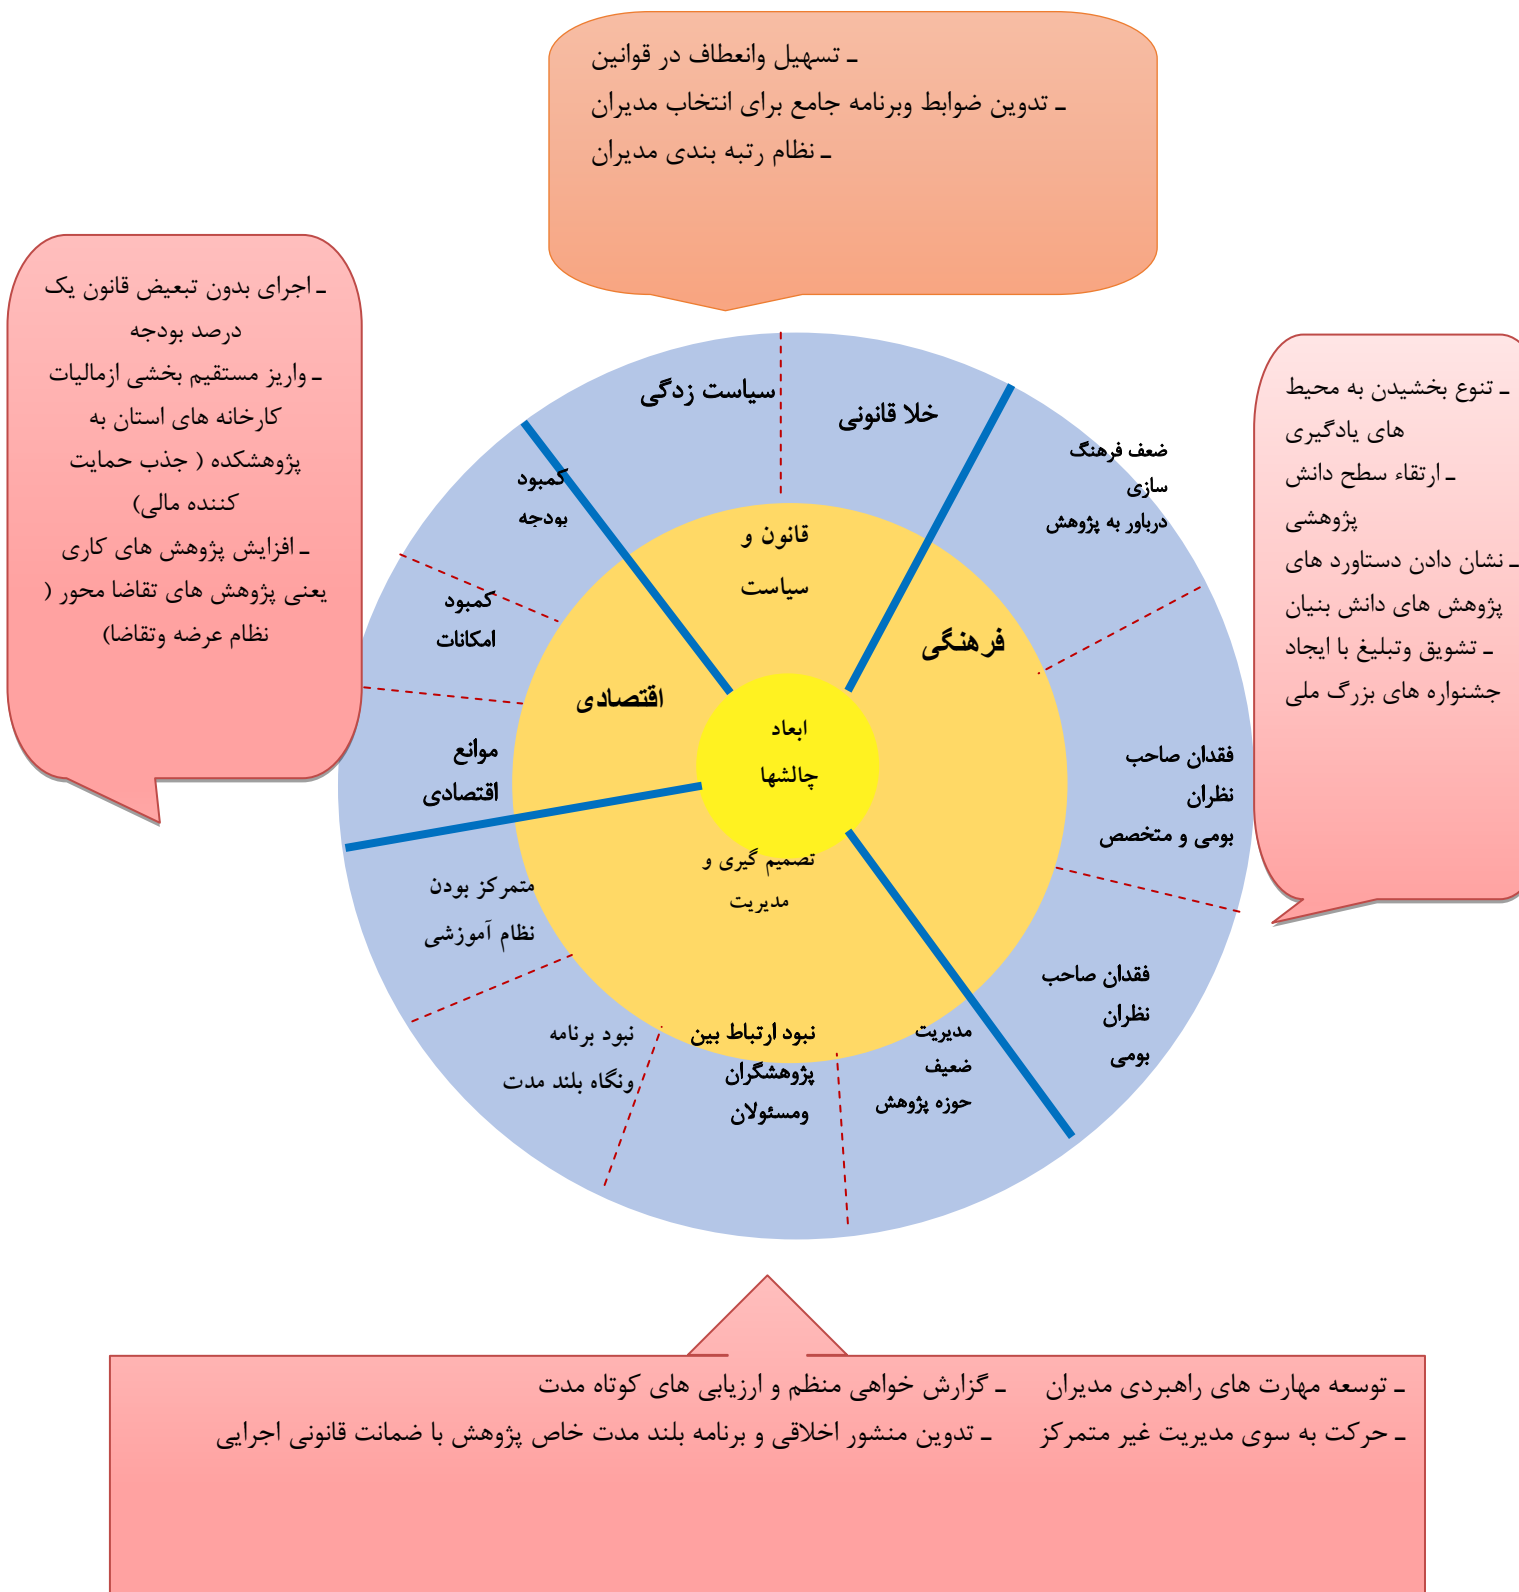 ـ تسهیل وانعطاف در قوانین
ـ تدوین ضوابط وبرنامه جامع برای انتخاب مدیران
ـ نظام رتبه بندی مدیران
ـ اجرای بدون تبعیض قانون یک
درصد بودجه
ـ واریز مستقیم بخشی ازمالیات
کارخانه های استان به
پژوهشکده ( جذب حمایت
کننده مالی)
ـ افزایش پژوهش های کاری
یعنی پژوهش های تقاضا محور (
نظام عرضه وتقاضا)
ـ تنوع بخشیدن به محیط
های یادگیری
ـ ارتقاء سطح دانش
پژوهشی
ـ نشان دادن دستاورد های
پژوهش های دانش بنیان
ـ تشویق وتبلیغ با ایجاد
جشنواره های بزرگ ملی
خلا قانونی
سیاست زدگی
ضعف فرهنگ
سازی
درباور به پژوهش
کمبود
بودجه
قانون و
سیاست
کمبود
امکانات
فرهنگی
اقتصادی
موانع
اقتصادی
ابعاد
چالشها
فقدان صاحب
نظران
بومی و متخصص
تصمیم گیری و
مدیریت
متمرکز بودن
نظام آموزشی
فقدان صاحب
نظران
بومی
مدیریت
ضعیف
حوزه پژوهش
نبود ارتباط بین
پژوهشگران
ومسئولان
نبود برنامه
ونگاه بلند مدت
ـ توسعه مهارت های راهبردی مدیران ـ گزارش خواهی منظم و ارزیابی های کوتاه مدت
ـ حرکت به سوی مدیریت غیر متمرکز ـ تدوین منشور اخلاقی و برنامه بلند مدت خاص پژوهش با ضمانت قانونی اجرایی